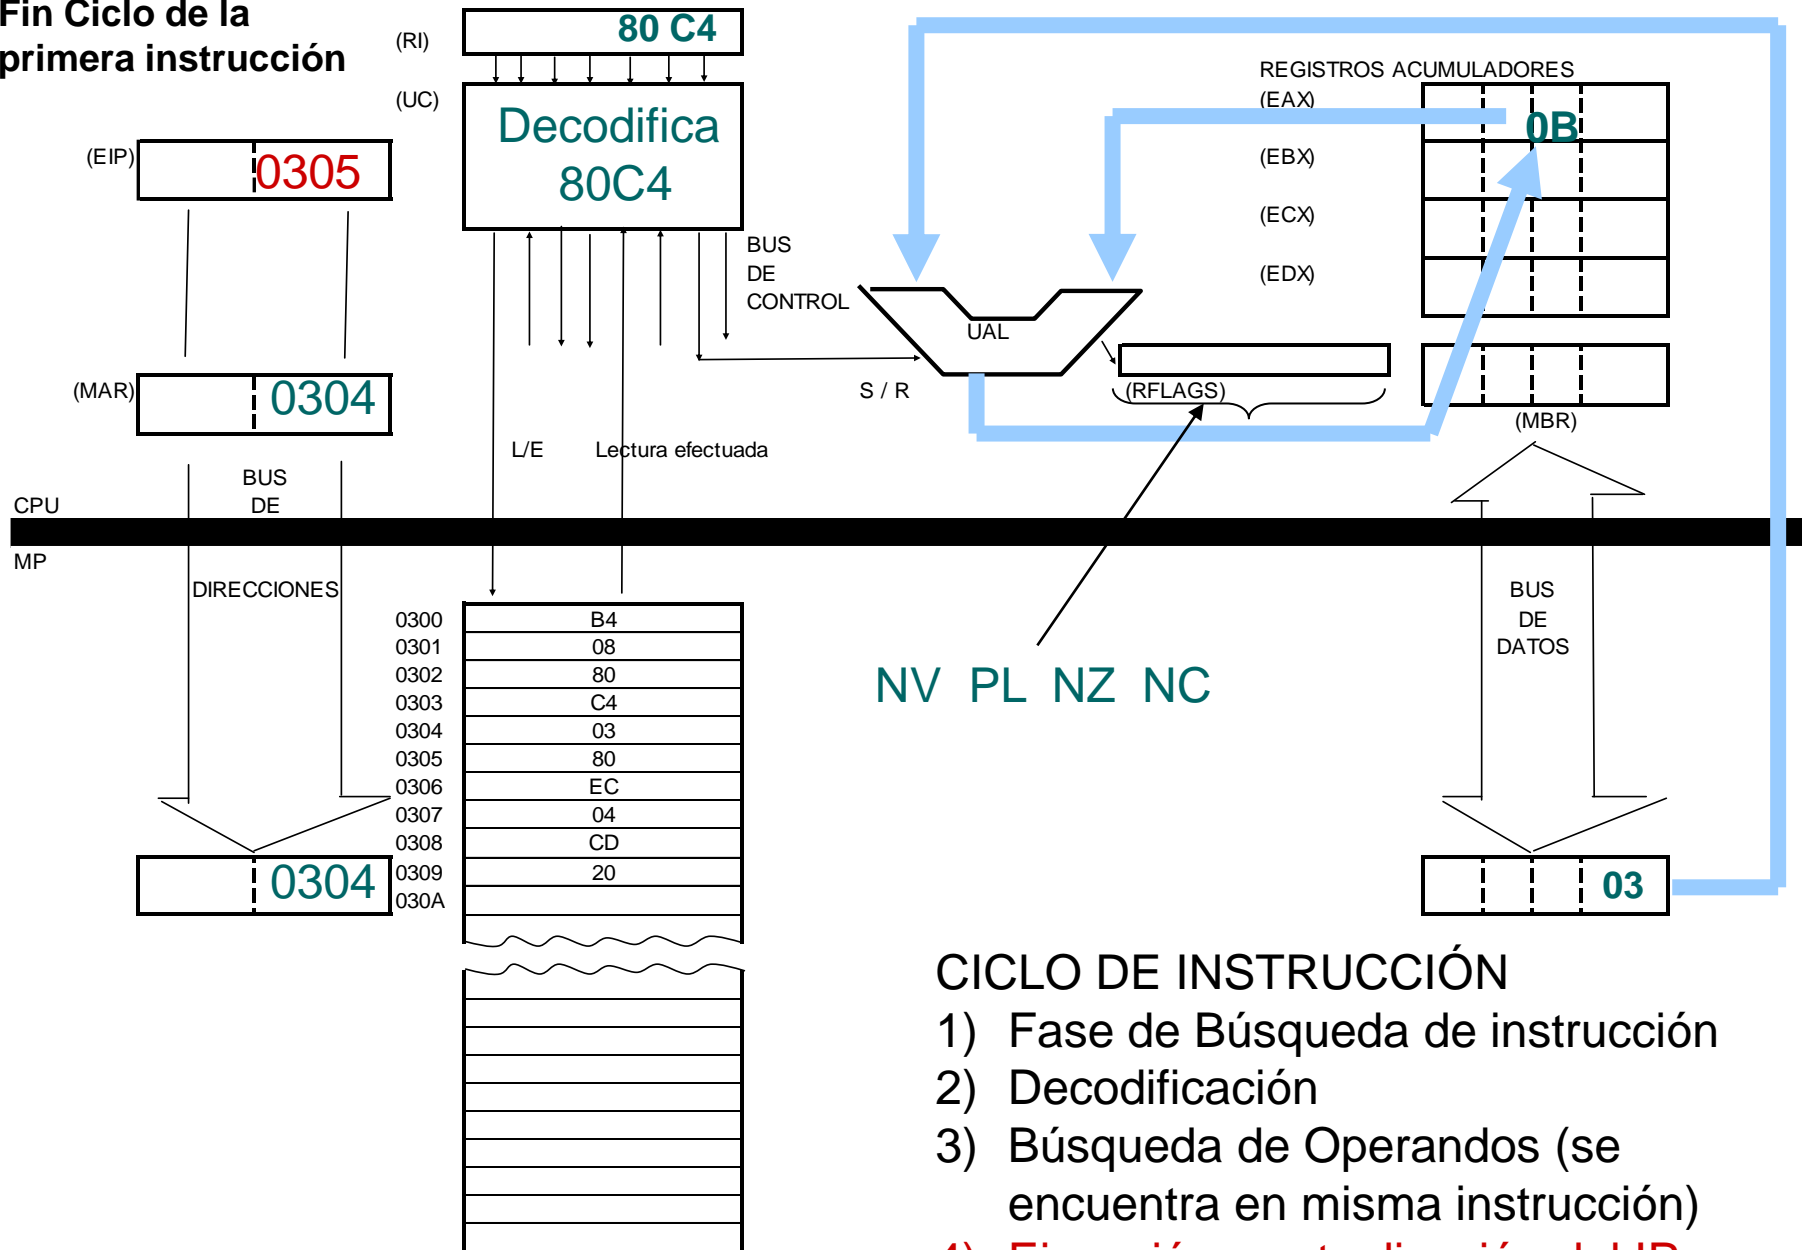 Fin Ciclo de la
primera instrucción
(RI)
80 C4
(UC)
Decodifica
80C4
(EIP)
0305
(MAR)
0304
BUS
DE
CONTROL
REGISTROS ACUMULADORES
(EAX)
0B
(EBX)
(ECX)
(EDX)
UAL
S / R
(RFLAGS)
(MBR)
L/E
Lectura efectuada
BUS
DE
DIRECCIONES
CPU
MP
0300 B4
0301 08
0302 80
0303 C4
0304 03
0305 80
0306 EC
0307 04
0308 CD
0309 20
030A
0304
NV PL NZ NC
BUS
DE
DATOS
03
CICLO DE INSTRUCCIÓN
1) Fase de Búsqueda de instrucción
2) Decodificación
3) Búsqueda de Operandos (se
encuentra en misma instrucción)